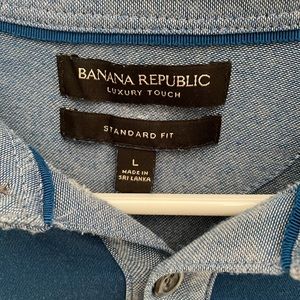 BANANA REPUBLIC
LUXURY TOUCH
STANDARD FIT
L
MADE IN
SRI LANKA